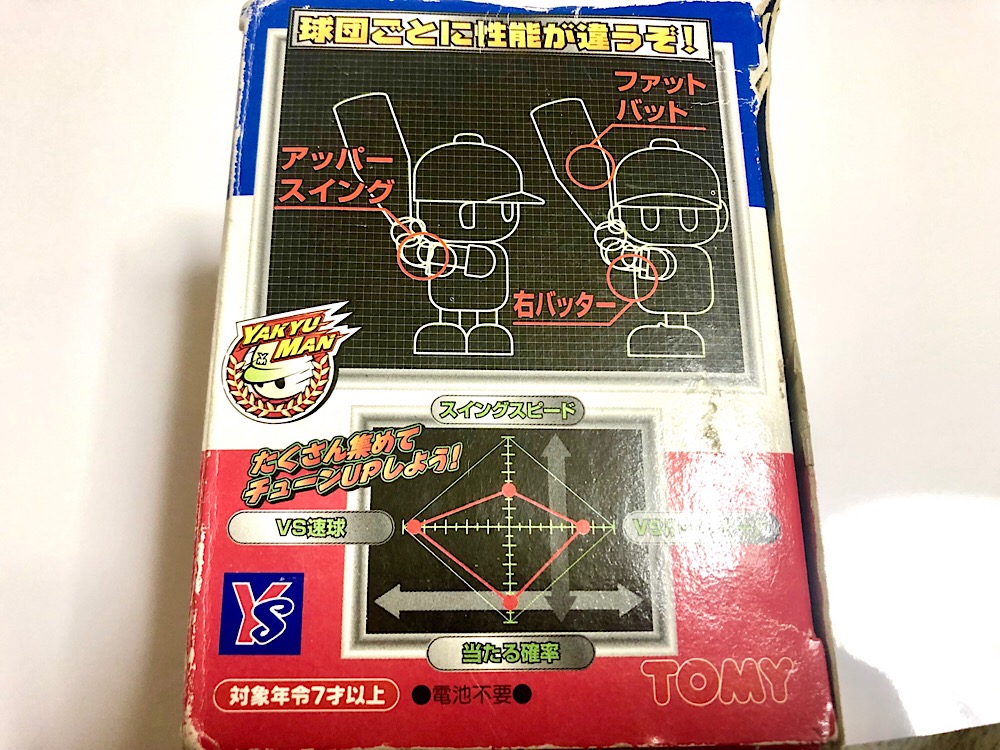 球団ごとに性能が違うぞ!
ファット
バット
アッパー
スイング
右バッター
YAKYU
MAN
スイングスピード
たくさん集めて
チューンUPしよう!
VS速球
YS
当たる確率
TOMY
対象年令7才以上
●電池不要●